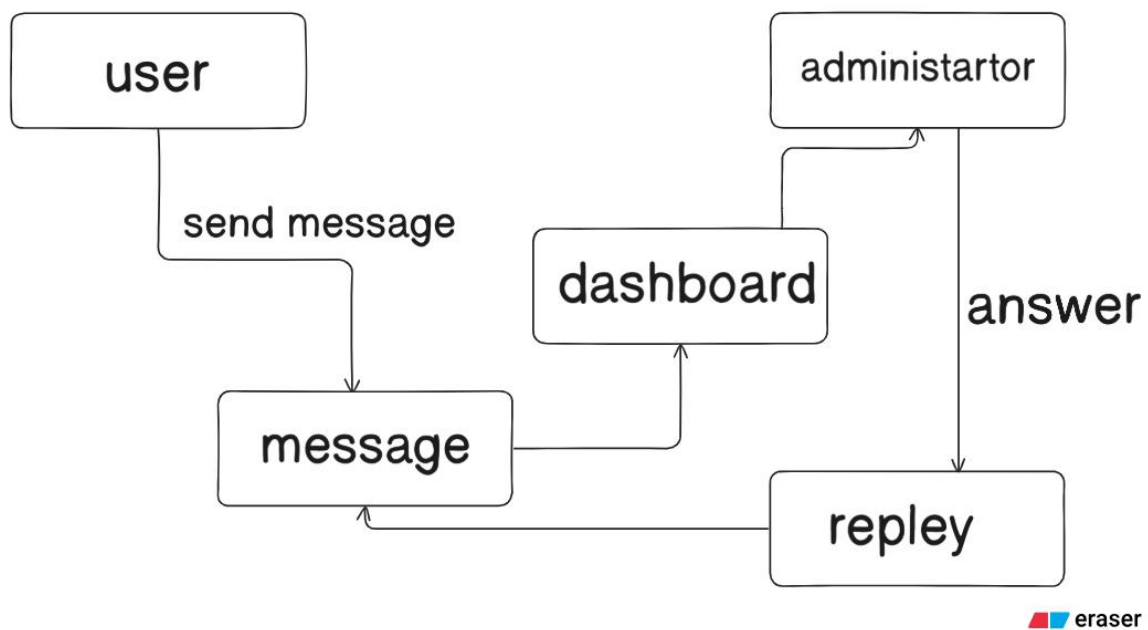 user
administartor
send message
dashboard
answer
message
repley
eraser